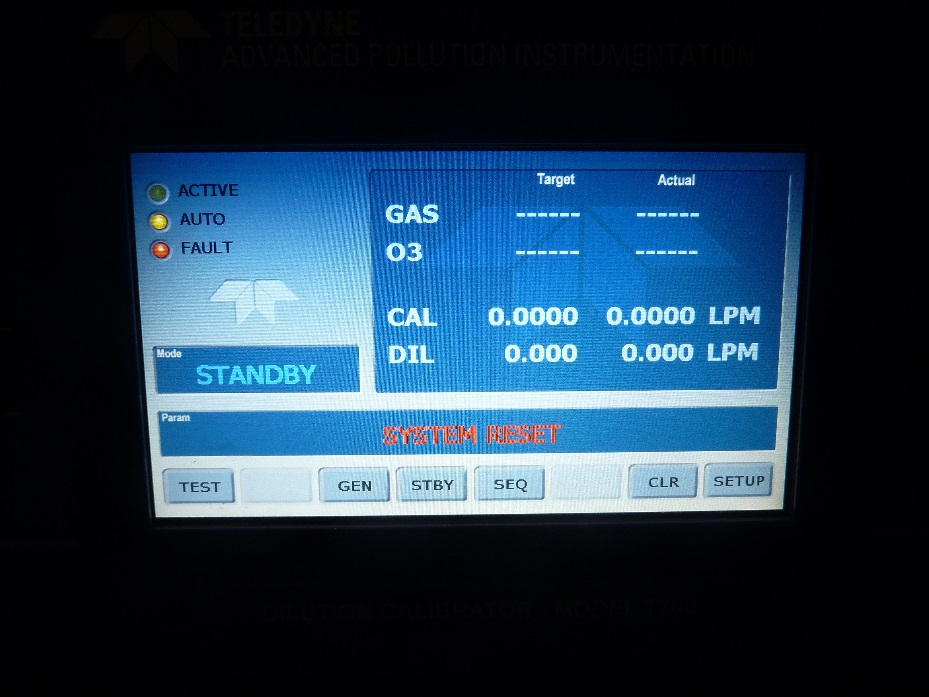 TELEDYNE
ADVANCED POLLUTION INSTRUMENTATION
ACTIVE
AUTO
FAULT
Target Actual
GAS ------ ------
O3 ------ ------
CAL 0.0000 0.0000 LPM
DIL 0.000 0.000 LPM
Mode
STANDBY
Param
SYSTEM RESET
TEST GEN STBY SEQ CLR SETUP
DILUTION CALIBRATOR - MODEL T700